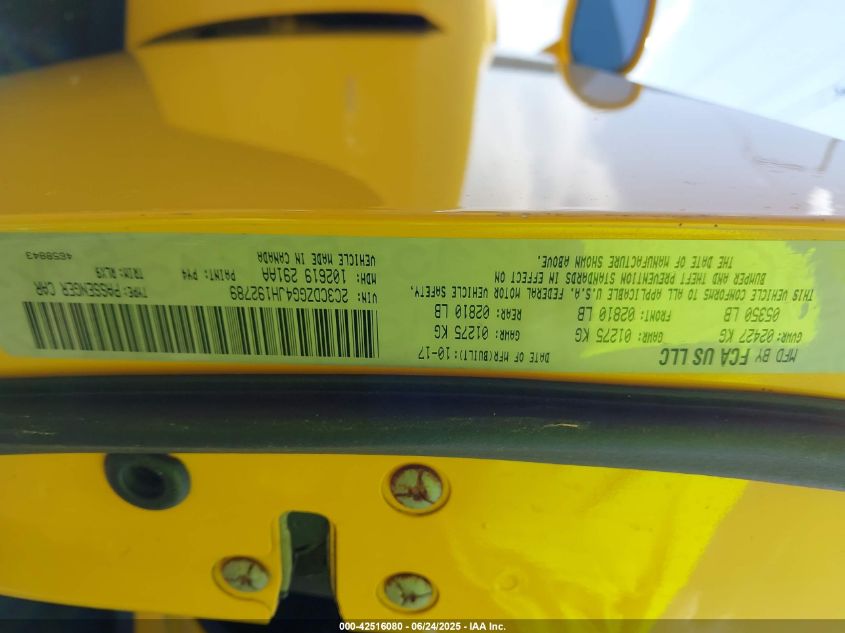 MFD BY FCA US LLC
DATE OF MFR(BUILT): 10-17
GVWR: 02427 KG
GAWR: 01275 KG
GAWR: 01275 KG
05350 LB
FRONT: 02810 LB
REAR: 02810 LB
THIS VEHICLE CONFORMS TO ALL APPLICABLE U.S.A. FEDERAL MOTOR VEHICLE SAFETY,
BUMPER AND THEFT PREVENTION STANDARDS IN EFFECT ON
THE DATE OF MANUFACTURE SHOWN ABOVE.
VIN: 2C3CDZGG4JH192789
TYPE: PASSENGER CAR
MDH: 102619 291AA
PAINT: PY4
TRIM: RLX9
VEHICLE MADE IN CANADA
4658843
000-42516080 - 06/24/2025 - IAA Inc.